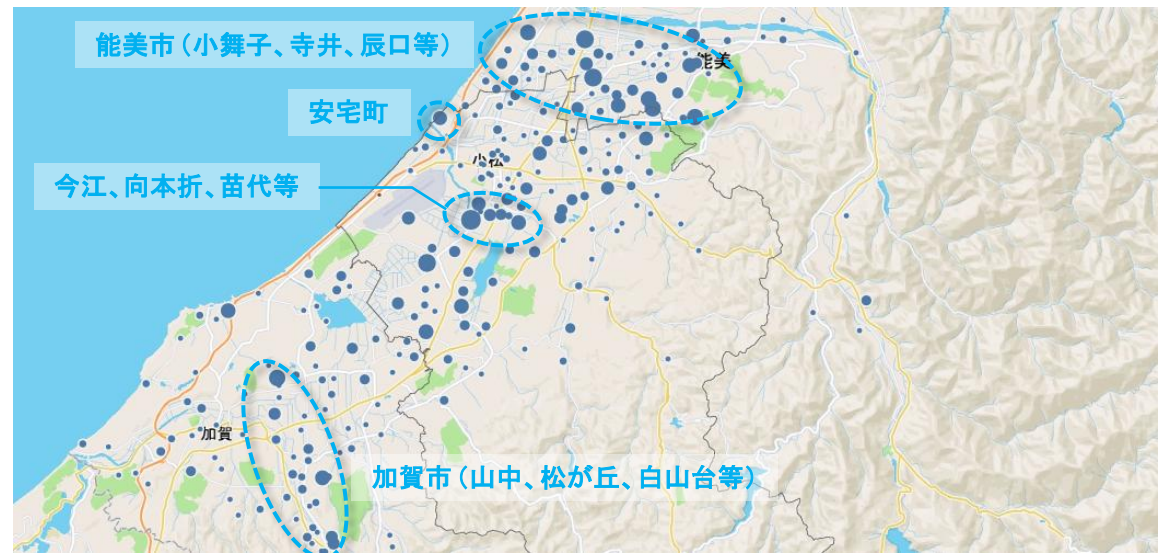 能美市（小舞子、寺井、辰口等）
能美
安宅町
小松
今江、向本折、苗代等
加賀
加賀市（山中、松が丘、白山台等）